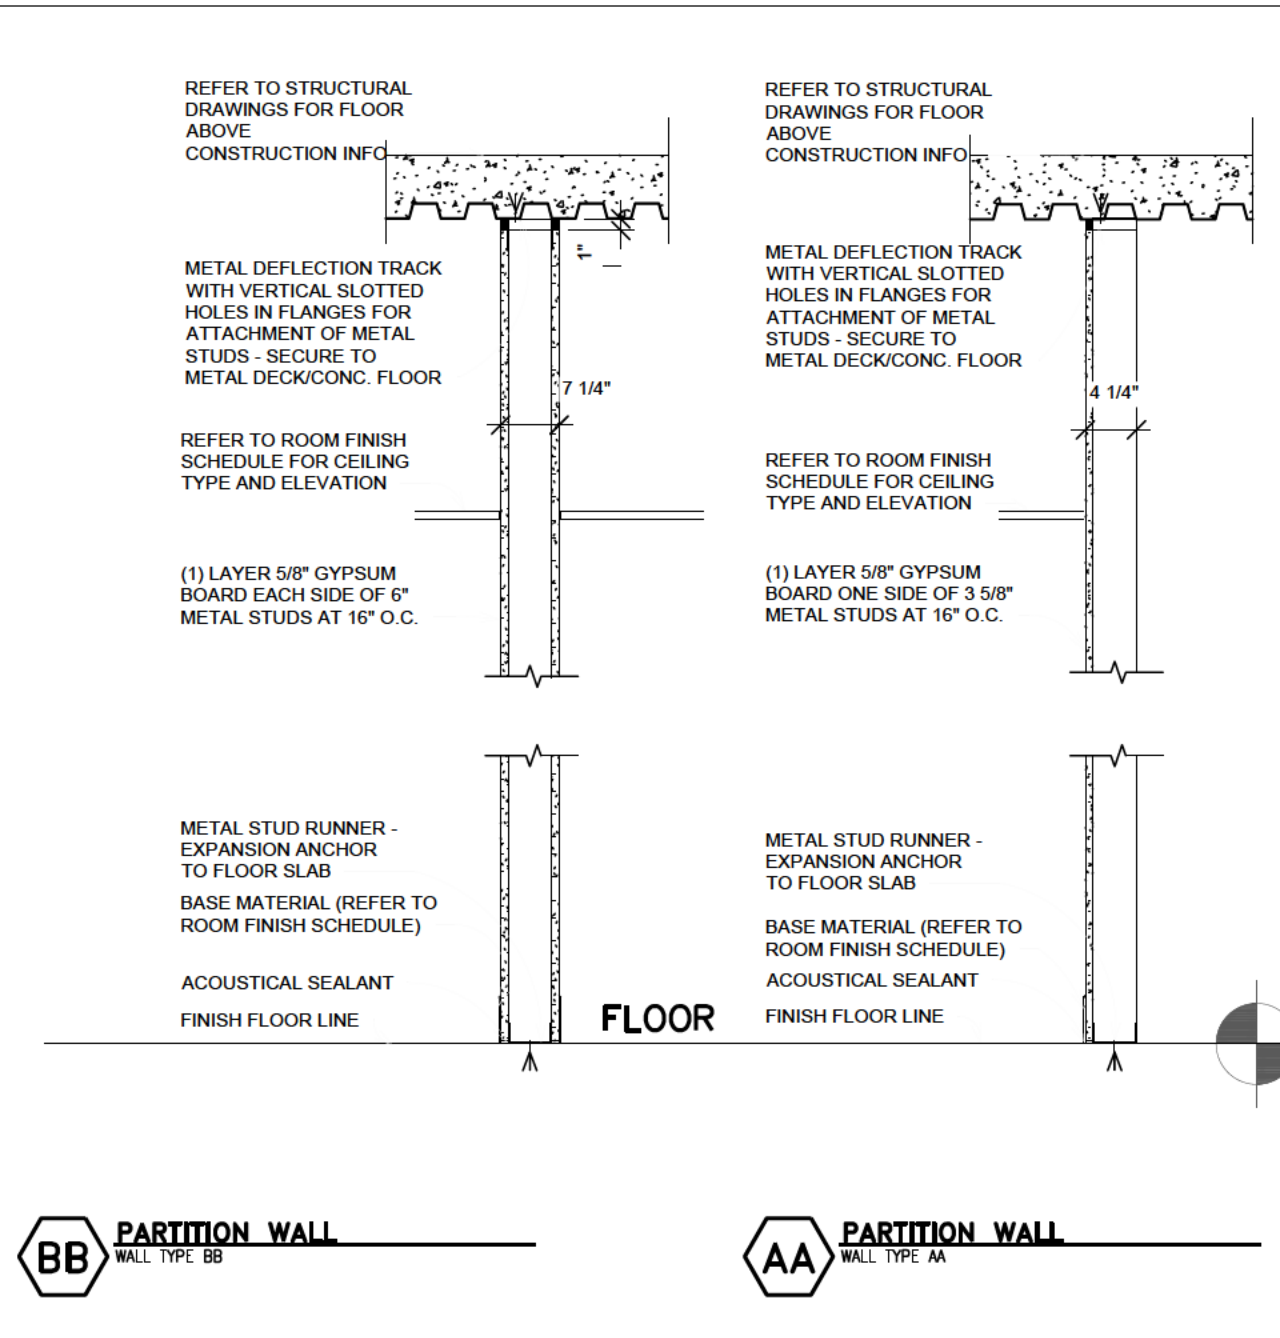 REFER TO STRUCTURAL
DRAWINGS FOR FLOOR
ABOVE
CONSTRUCTION INFO
1"
METAL DEFLECTION TRACK
WITH VERTICAL SLOTTED
HOLES IN FLANGES FOR
ATTACHMENT OF METAL
STUDS - SECURE TO
METAL DECK/CONC. FLOOR
7 1/4"
REFER TO ROOM FINISH
SCHEDULE FOR CEILING
TYPE AND ELEVATION
(1) LAYER 5/8" GYPSUM
BOARD EACH SIDE OF 6"
METAL STUDS AT 16" O.C.
METAL STUD RUNNER -
EXPANSION ANCHOR
TO FLOOR SLAB
BASE MATERIAL (REFER TO
ROOM FINISH SCHEDULE)
ACOUSTICAL SEALANT
FINISH FLOOR LINE
FLOOR
BB
PARTITION WALL
WALL TYPE BB
REFER TO STRUCTURAL
DRAWINGS FOR FLOOR
ABOVE
CONSTRUCTION INFO
METAL DEFLECTION TRACK
WITH VERTICAL SLOTTED
HOLES IN FLANGES FOR
ATTACHMENT OF METAL
STUDS - SECURE TO
METAL DECK/CONC. FLOOR
4 1/4"
REFER TO ROOM FINISH
SCHEDULE FOR CEILING
TYPE AND ELEVATION
(1) LAYER 5/8" GYPSUM
BOARD ONE SIDE OF 3 5/8"
METAL STUDS AT 16" O.C.
METAL STUD RUNNER -
EXPANSION ANCHOR
TO FLOOR SLAB
BASE MATERIAL (REFER TO
ROOM FINISH SCHEDULE)
ACOUSTICAL SEALANT
FINISH FLOOR LINE
AA
PARTITION WALL
WALL TYPE AA